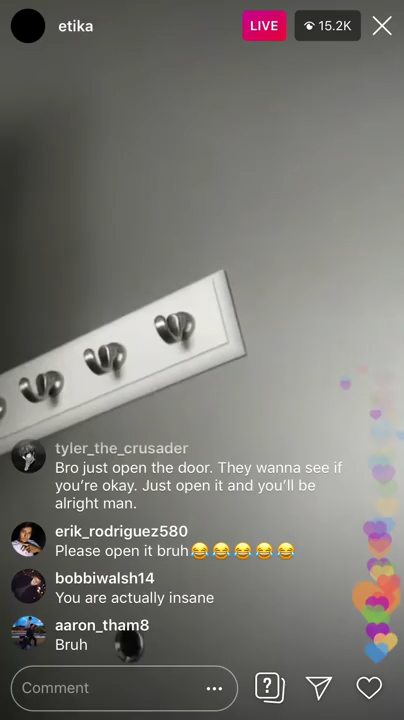 etika
LIVE
15.2K
tyler_the_crusader
Bro just open the door. They wanna see if
you're okay. Just open it and you'll be
alright man.
erik_rodriguez580
Please open it bruh😂😂😂😂😂
bobbiwalsh14
You are actually insane
aaron_tham8
Bruh
Comment